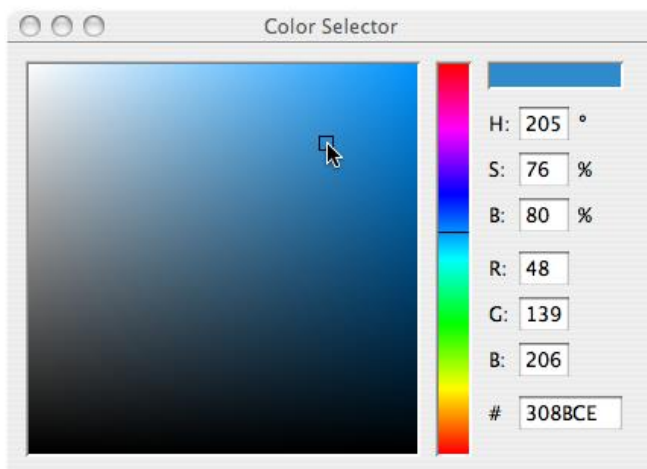 Color Selector
H: 205 °
S: 76 %
B: 80 %
R: 48
G: 139
B: 206
# 308BCE